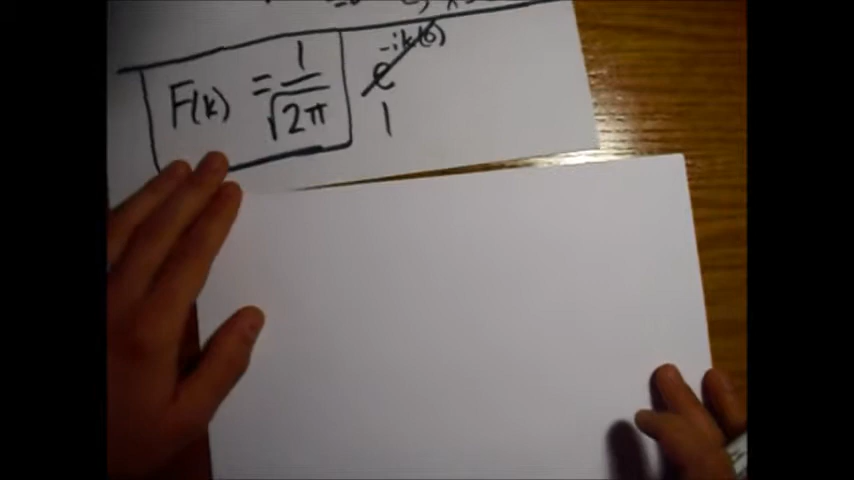 F(k) = 1/√2π e^-ik(0)
1